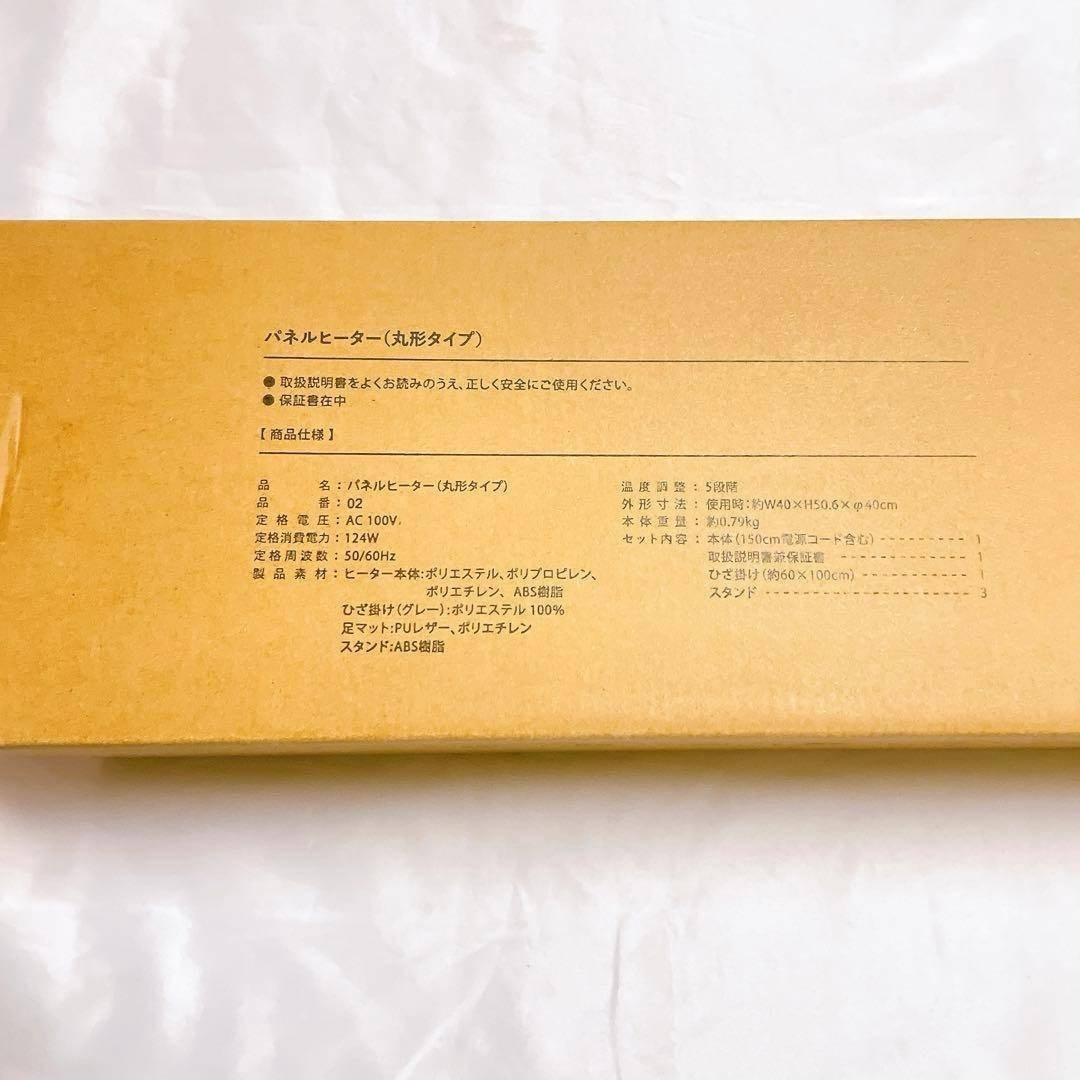 パネルヒーター(丸形タイプ)
● 取扱説明書をよくお読みのうえ、正しく安全にご使用ください。
● 保証書在中
【 商品仕様 】
品 名 : パネルヒーター(丸形タイプ)
品 番 : 02
定格電圧 : AC 100V
定格消費電力 : 124W
定格周波数 : 50/60Hz
製品素材 : ヒーター本体:ポリエステル、ポリプロピレン、
ポリエチレン、ABS樹脂
ひざ掛け(グレー):ポリエステル 100%
足マット:PUレザー、ポリエチレン
スタンド:ABS樹脂
温度調整 : 5段階
外形寸法 : 使用時:約W40×H50.6×φ40cm
本体重量 : 約0.79kg
セット内容 : 本体(150cm電源コード含む) ---------- 1
取扱説明書兼保証書 -------------- 1
ひざ掛け(約60×100cm) ------------ 1
スタンド ---------------------- 3